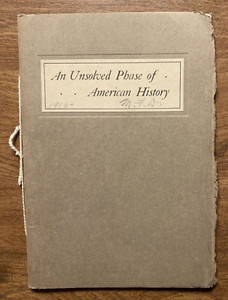 An Unsolved Phase of ·
· · American History